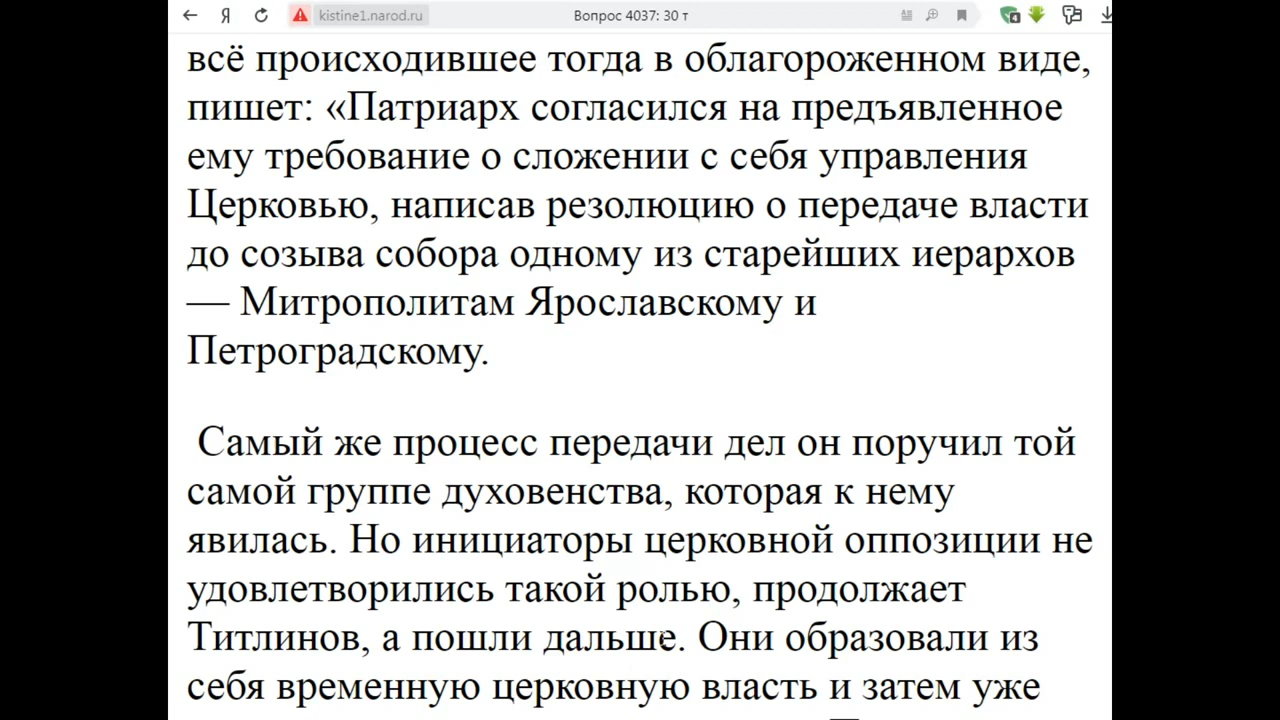 Я kistine1.narod.ru Вопрос 4037: 30 т 4
всё происходившее тогда в облагороженном виде,
пишет: «Патриарх согласился на предъявленное
ему требование о сложении с себя управления
Церковью, написав резолюцию о передаче власти
до созыва собора одному из старейших иерархов
— Митрополитам Ярославскому и
Петроградскому.
Самый же процесс передачи дел он поручил той
самой группе духовенства, которая к нему
явилась. Но инициаторы церковной оппозиции не
удовлетворились такой ролью, продолжает
Титлинов, а пошли дальше. Они образовали из
себя временную церковную власть и затем уже